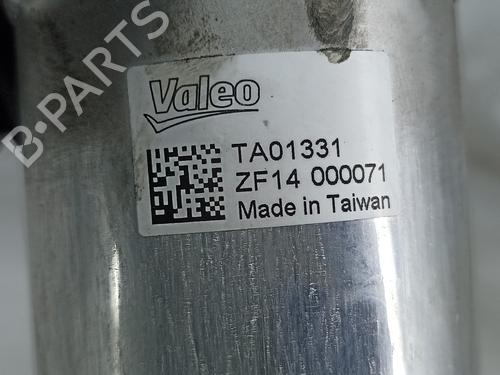 B-PARTS
Valeo
TA01331
ZF14 000071
Made in Taiwan